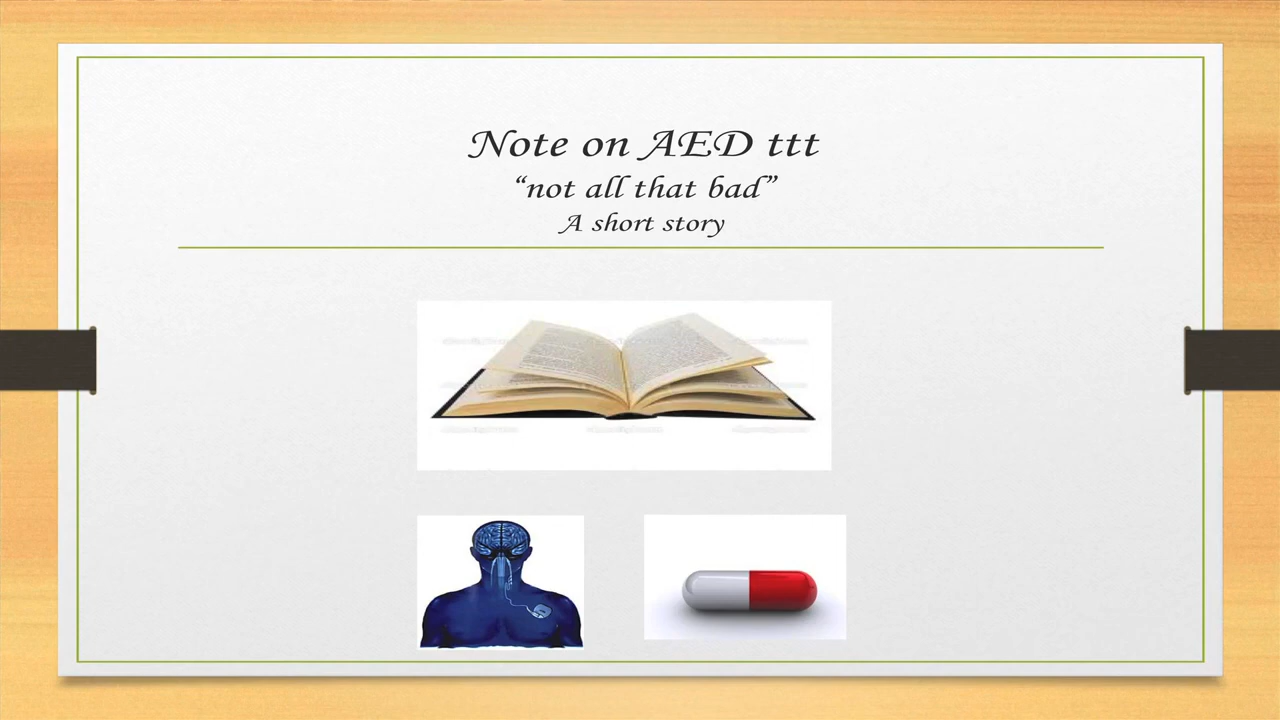 Note on AED ttt
“not all that bad”
A short story